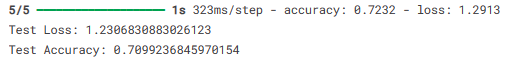 5/5 ━━━━━━━━━━━━━━━━━━━━ 1s 323ms/step - accuracy: 0.7232 - loss: 1.2913
Test Loss: 1.2306830883026123
Test Accuracy: 0.7099236845970154